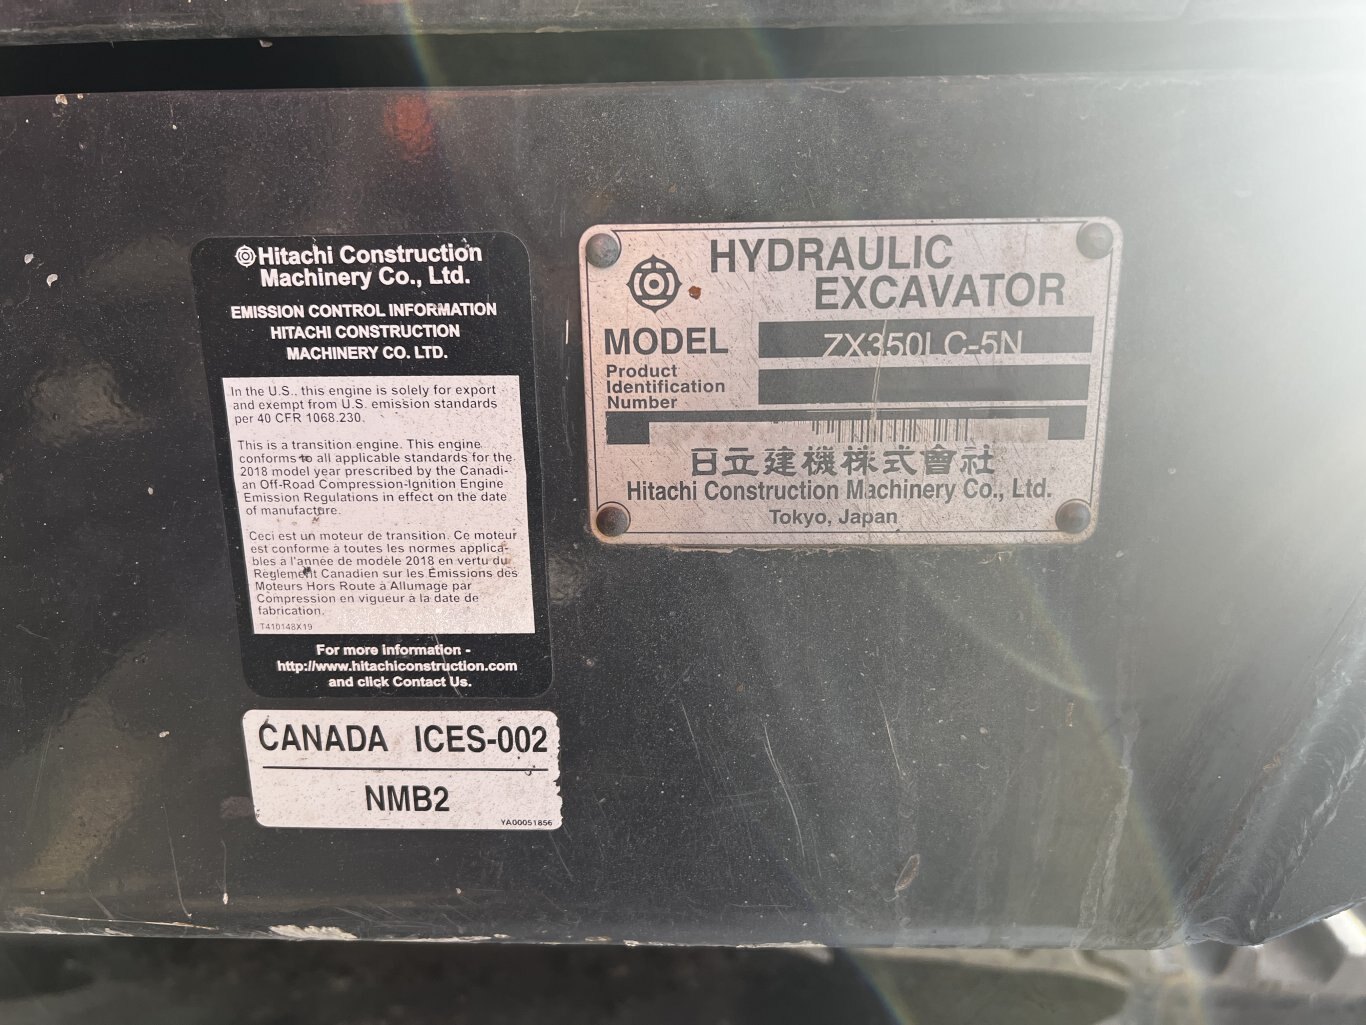 Hitachi Construction
Machinery Co., Ltd.
EMISSION CONTROL INFORMATION
HITACHI CONSTRUCTION
MACHINERY CO. LTD.
In the U.S., this engine is solely for export
and exempt from U.S. emission standards
per 40 CFR 1068.230.
This is a transition engine. This engine
conforms to all applicable standards for the
2018 model year prescribed by the Canadi-
an Off-Road Compression-Ignition Engine
Emission Regulations in effect on the date
of manufacture.
Ceci est un moteur de transition. Ce moteur
est conforme à toutes les normes applica-
bles à l'année de modèle 2018 en vertu du
Règlement Canadien sur les Émissions des
Moteurs Hors Route à Allumage par
Compression en vigueur à la date de
fabrication.
T410148X19
For more information -
http://www.hitachiconstruction.com
and click Contact Us.
CANADA ICES-002
NMB2
YA00051856
HYDRAULIC
EXCAVATOR
MODEL ZX350LC-5N
Product
Identification
Number
日立建機株式會社
Hitachi Construction Machinery Co., Ltd.
Tokyo, Japan